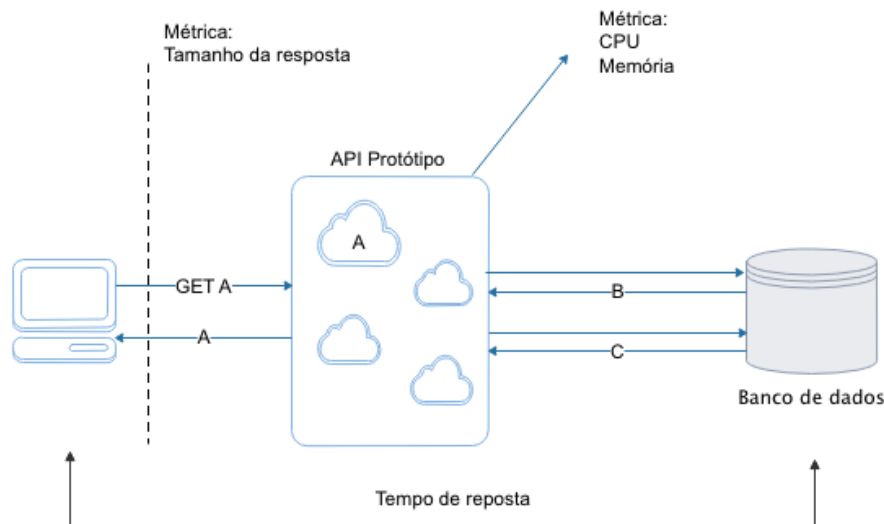 Métrica:
Tamanho da resposta
Métrica:
CPU
Memória
API Protótipo
A
GET A
B
A
C
Banco de dados
Tempo de reposta